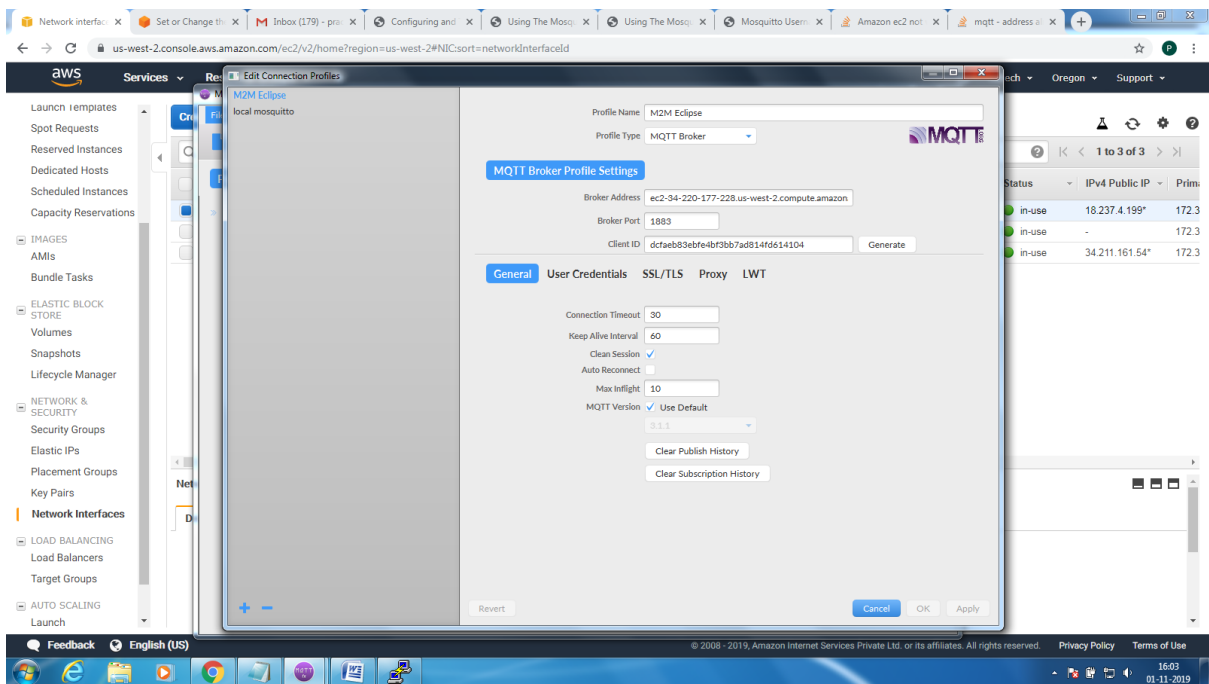 Network interfac
Set or Change th
Inbox (179) - prac
Configuring and
Using The Mosqu
Using The Mosqu
Mosquitto Usern
Amazon ec2 not
mqtt - address a
us-west-2.console.aws.amazon.com/ec2/v2/home?region=us-west-2#NIC:sort=networkInterfaceId
P
aws
Services
Edit Connection Profiles
Oregon
Support
Launch Templates
Spot Requests
Reserved Instances
Dedicated Hosts
Scheduled Instances
Capacity Reservations
IMAGES
AMIs
Bundle Tasks
ELASTIC BLOCK
STORE
Volumes
Snapshots
Lifecycle Manager
NETWORK &
SECURITY
Security Groups
Elastic IPs
Placement Groups
Key Pairs
Network Interfaces
LOAD BALANCING
Load Balancers
Target Groups
AUTO SCALING
Launch
M2M Eclipse
local mosquitto
Profile Name M2M Eclipse
Profile Type MQTT Broker
MQTT
MQTT Broker Profile Settings
Broker Address ec2-34-220-177-228.us-west-2.compute.amazon
Broker Port 1883
Client ID dcfaeb83ebfe4bf3bb7ad814fd614104 Generate
General User Credentials SSL/TLS Proxy LWT
Connection Timeout 30
Keep Alive Interval 60
Clean Session
Auto Reconnect
Max Inflight 10
MQTT Version Use Default
3.1.1
Clear Publish History
Clear Subscription History
Revert Cancel OK Apply
1 to 3 of 3
Status IPv4 Public IP Prima
in-use 18.237.4.199* 172.3
in-use - 172.3
in-use 34.211.161.54* 172.3
Feedback English (US)
© 2008 - 2019, Amazon Internet Services Private Ltd. or its affiliates. All rights reserved. Privacy Policy Terms of Use
16:03
01-11-2019